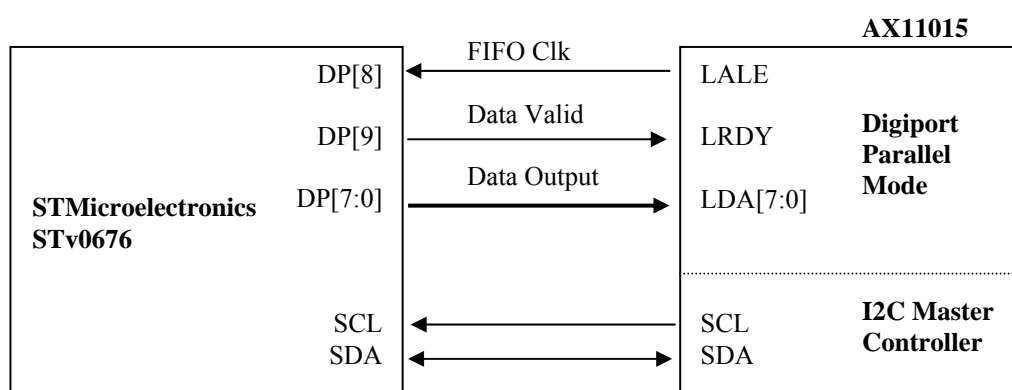 AX11015
FIFO Clk
DP[8]
LALE
Data Valid
DP[9]
LRDY
Digiport
Parallel
Mode
Data Output
DP[7:0]
LDA[7:0]
STMicroelectronics
STv0676
SCL
SCL
I2C Master
Controller
SDA
SDA